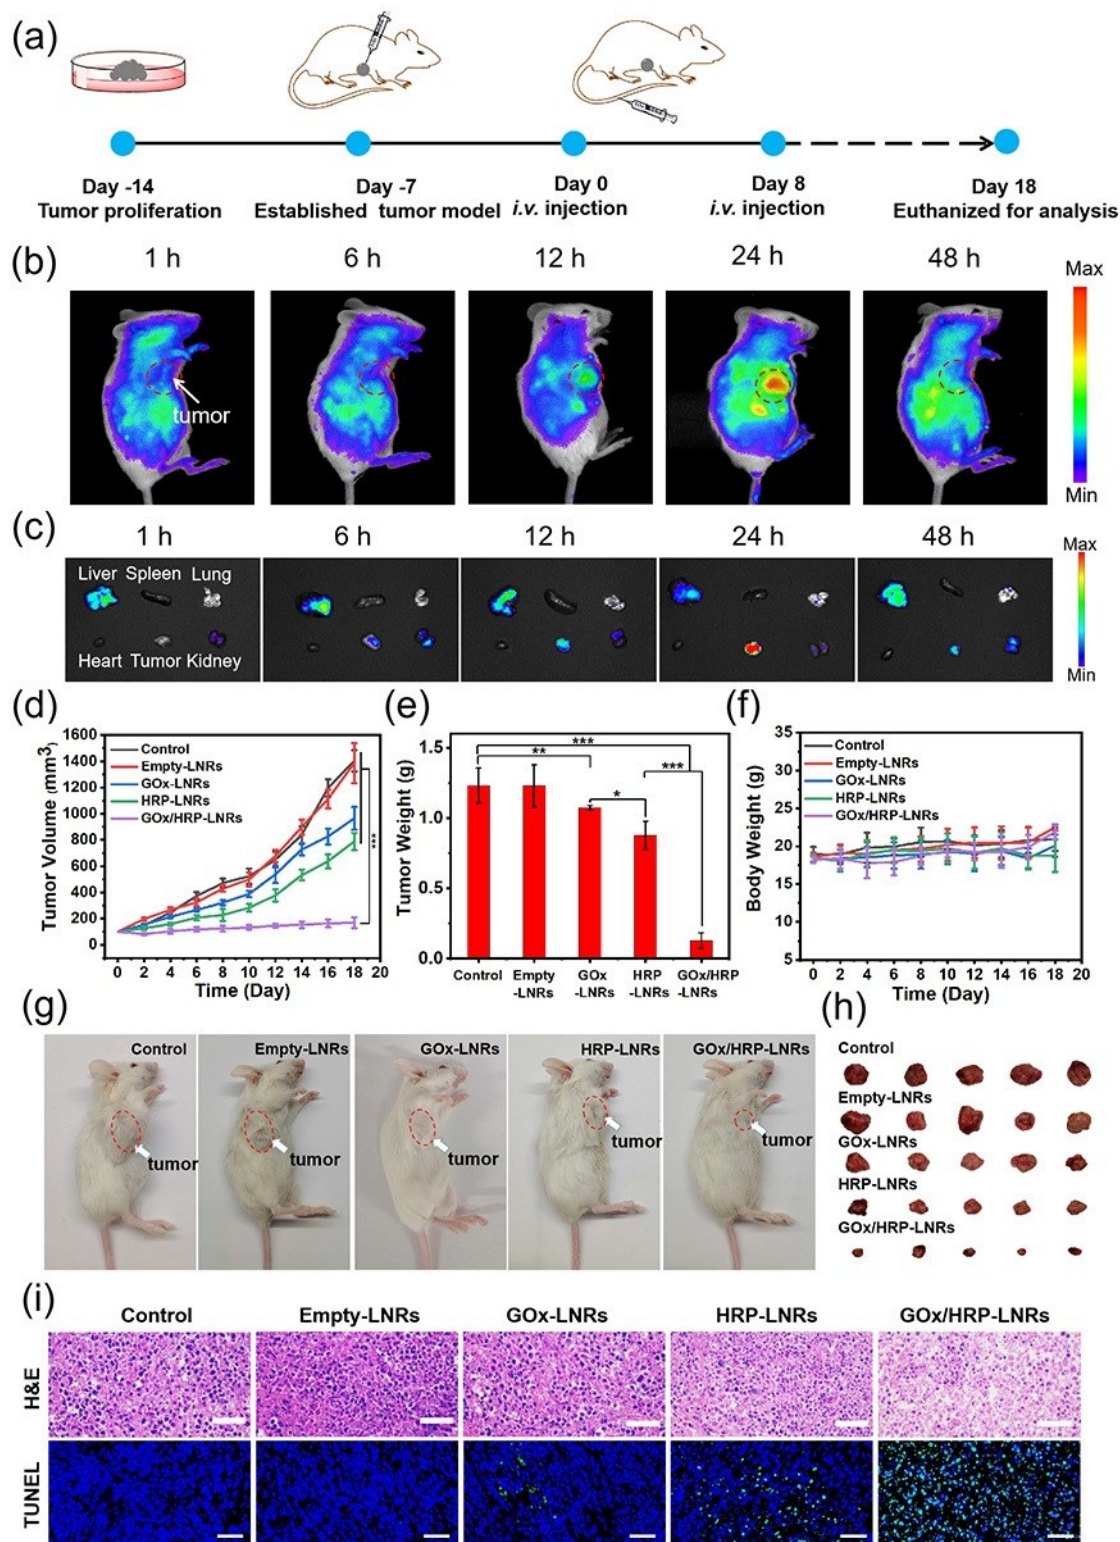 (a)
Day -14
Tumor proliferation
Day -7
Established tumor model
Day 0
i.v. injection
Day 8
i.v. injection
Day 18
Euthanized for analysis
(b)
1 h 6 h 12 h 24 h 48 h
tumor
Max
Min
(c)
1 h 6 h 12 h 24 h 48 h
Liver Spleen Lung
Heart Tumor Kidney
Max
Min
(d)
Tumor Volume (mm³)
1600
1400
1200
1000
800
600
400
200
0
Control
Empty-LNRs
GOx-LNRs
HRP-LNRs
GOx/HRP-LNRs
***
0 2 4 6 8 10 12 14 16 18 20
Time (Day)
(e)
Tumor Weight (g)
1.5
1.0
0.5
0.0
***
**
***
*
Control
Empty
-LNRs
GOx
-LNRs
HRP
-LNRs
GOx/HRP
-LNRs
(f)
Body Weight (g)
35
30
25
20
15
10
5
Control
Empty-LNRs
GOx-LNRs
HRP-LNRs
GOx/HRP-LNRs
0 2 4 6 8 10 12 14 16 18 20
Time (Day)
(g)
Control
tumor
Empty-LNRs
tumor
GOx-LNRs
tumor
HRP-LNRs
tumor
GOx/HRP-LNRs
tumor
(h)
Control
Empty-LNRs
GOx-LNRs
HRP-LNRs
GOx/HRP-LNRs
(i)
Control Empty-LNRs GOx-LNRs HRP-LNRs GOx/HRP-LNRs
H&E
TUNEL